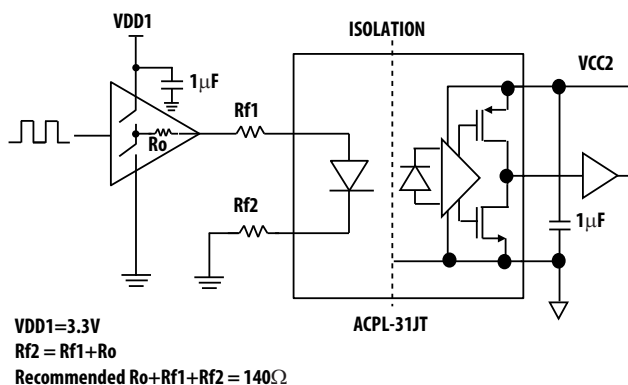 VDD1
ISOLATION
1μF
VCC2
Rf1
Ro
Rf2
1μF
ACPL-31JT
VDD1=3.3V
Rf2 = Rf1+Ro
Recommended Ro+Rf1+Rf2 = 140Ω